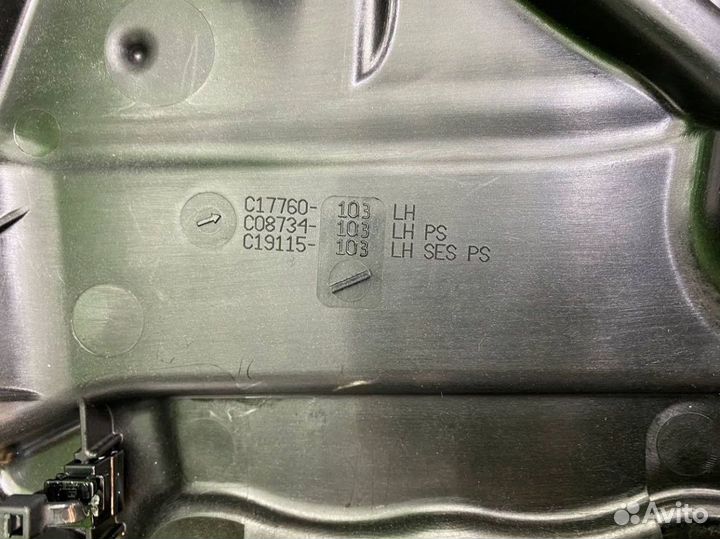 C17760- 103 LH
C08734- 103 LH PS
C19115- 103 LH SES PS
Avito